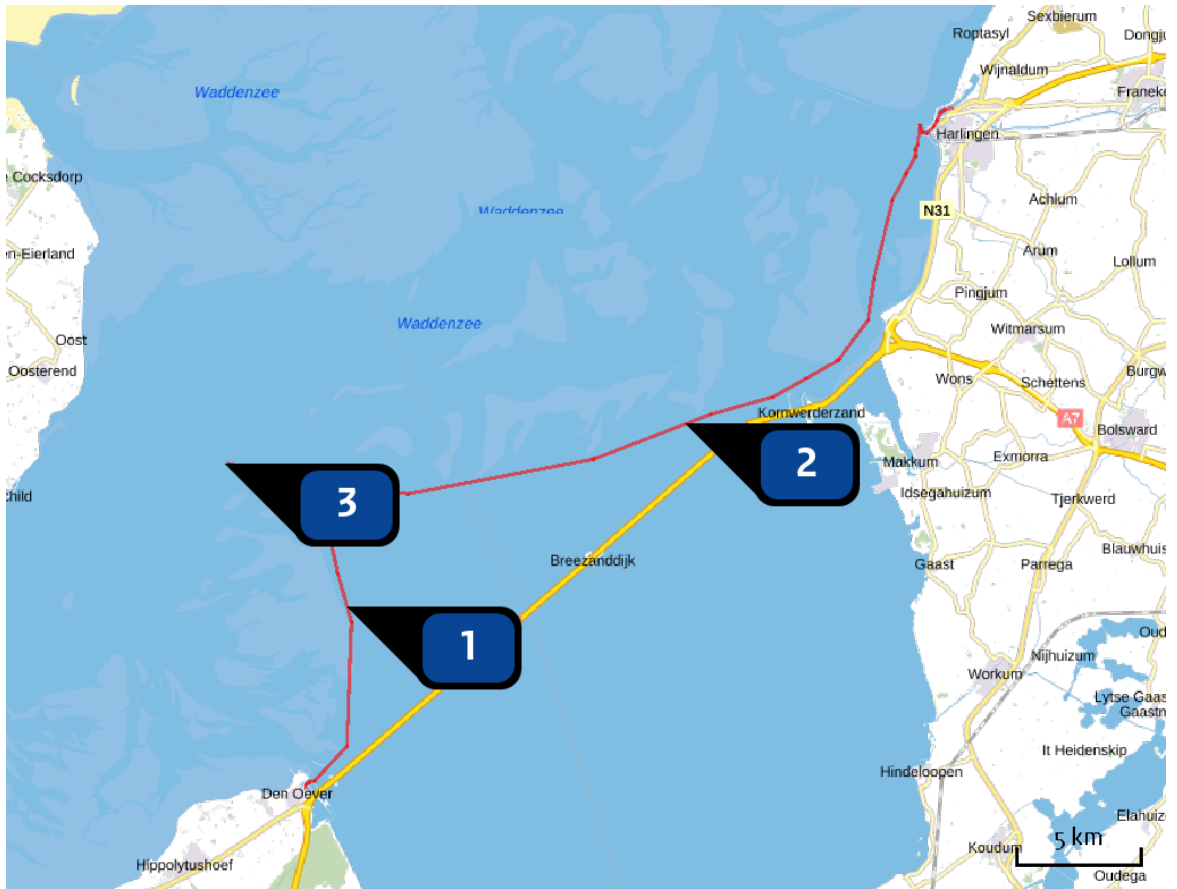 Sexbierum
Roptasyl
Dongju
Wijnaldum
Waddenzee
Franeke
Harlingen
Cocksdorp
Achlum
Waddenzee
N31
en-Eierland
Arum
Lollum
Pingjum
Waddenzee
Witmarsum
Oost
Oosterend
Wons
Schettens
Burgw
Kornwerderzand
A7
Bolsward
2
Makkum
Exmorra
3
child
Idsegahuizum
Tjerkwerd
Breezanddijk
Blauwhuis
Gaast
Parrega
1
Oud
Nijhuizum
Workum
Lytse Gaas
Gaastm
It Heidenskip
Hindeloopen
Den Oever
Elahuiz
5 km
Koudum
Hippolytushoef
Oudega